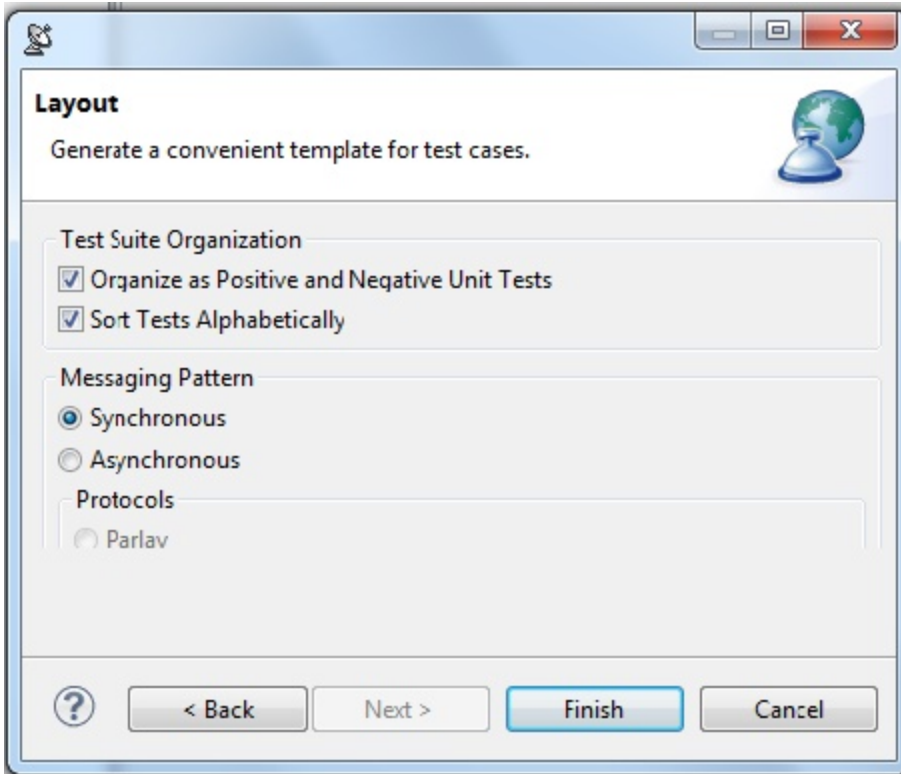 Layout
Generate a convenient template for test cases.
Test Suite Organization
Organize as Positive and Negative Unit Tests
Sort Tests Alphabetically
Messaging Pattern
Synchronous
Asynchronous
Protocols
Parlay
?
< Back
Next >
Finish
Cancel